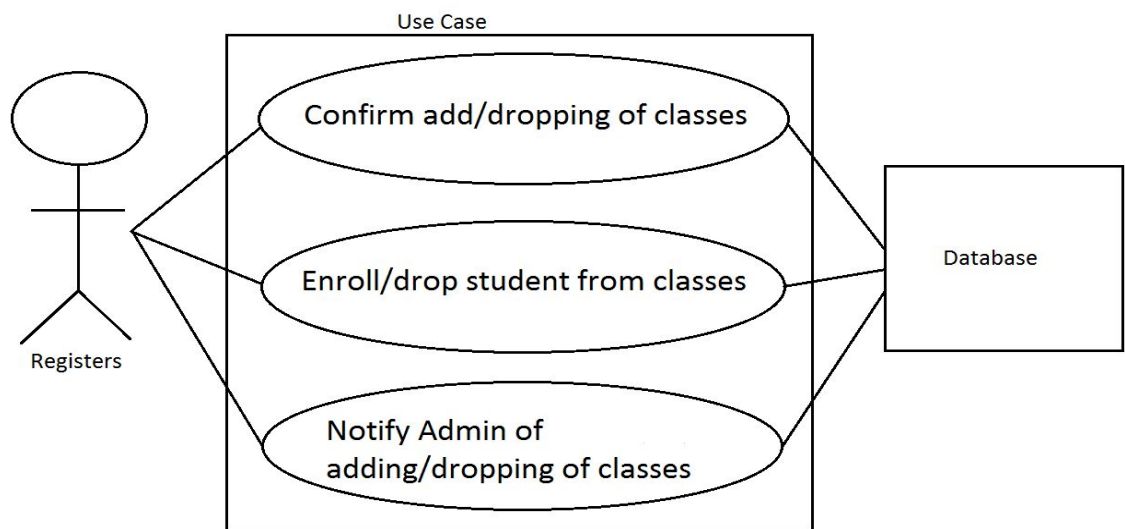 Use Case
Confirm add/dropping of classes
Enroll/drop student from classes
Database
Registers
Notify Admin of
adding/dropping of classes